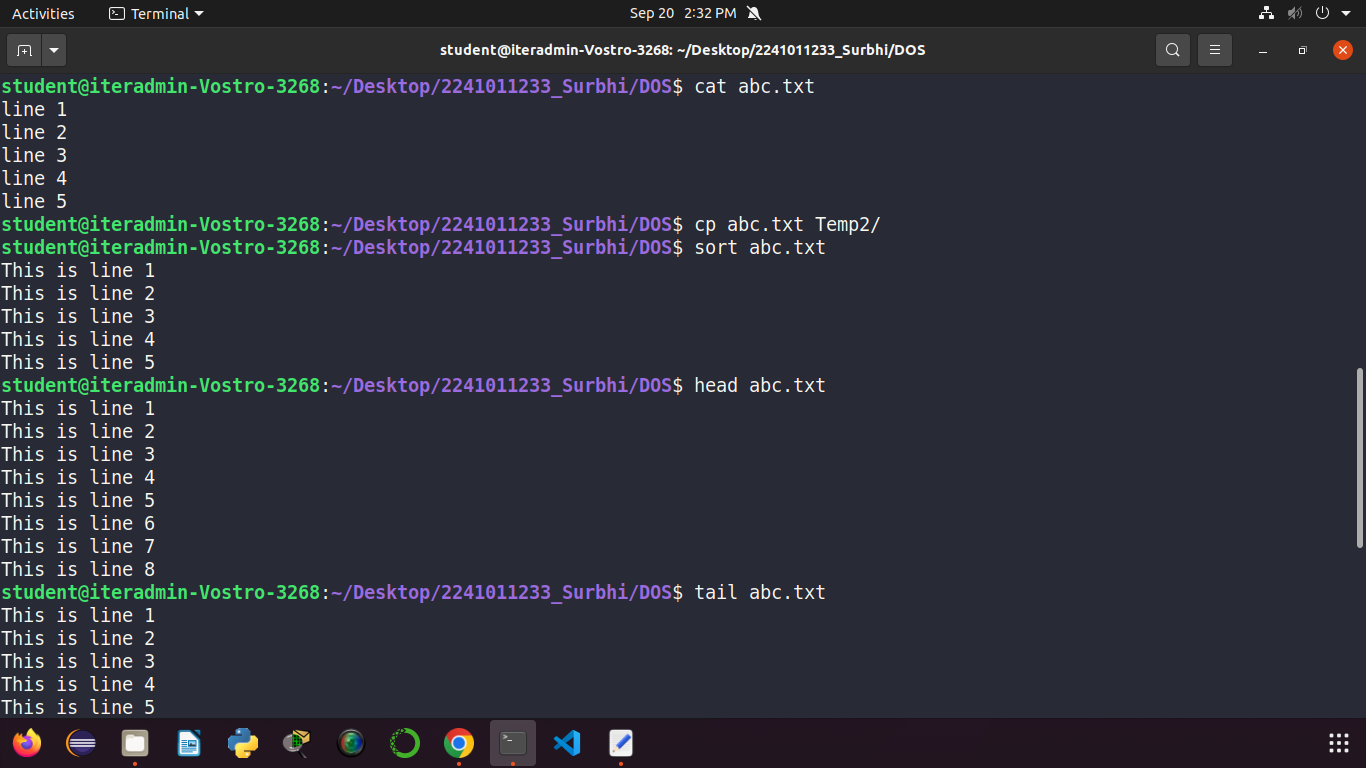 Activities
Terminal
Sep 20 2:32 PM
student@iteradmin-Vostro-3268: ~/Desktop/2241011233_Surbhi/DOS
student@iteradmin-Vostro-3268:~/Desktop/2241011233_Surbhi/DOS$ cat abc.txt
line 1
line 2
line 3
line 4
line 5
student@iteradmin-Vostro-3268:~/Desktop/2241011233_Surbhi/DOS$ cp abc.txt Temp2/
student@iteradmin-Vostro-3268:~/Desktop/2241011233_Surbhi/DOS$ sort abc.txt
This is line 1
This is line 2
This is line 3
This is line 4
This is line 5
student@iteradmin-Vostro-3268:~/Desktop/2241011233_Surbhi/DOS$ head abc.txt
This is line 1
This is line 2
This is line 3
This is line 4
This is line 5
This is line 6
This is line 7
This is line 8
student@iteradmin-Vostro-3268:~/Desktop/2241011233_Surbhi/DOS$ tail abc.txt
This is line 1
This is line 2
This is line 3
This is line 4
This is line 5